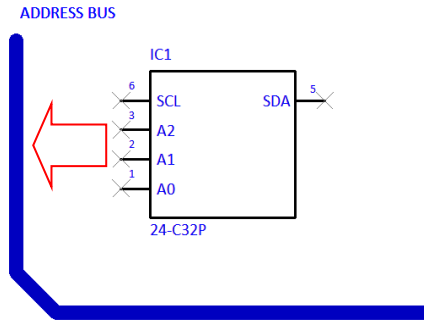 ADDRESS BUS
IC1
6 SCL SDA 5
3 A2
2 A1
1 A0
24-C32P